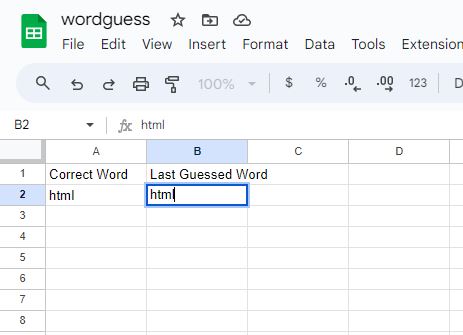 wordguess
File Edit View Insert Format Data Tools Extension
100% $ % .0 .00 123 D
B2 fx html
A B C D
1 Correct Word Last Guessed Word
2 html html
3
4
5
6
7
8